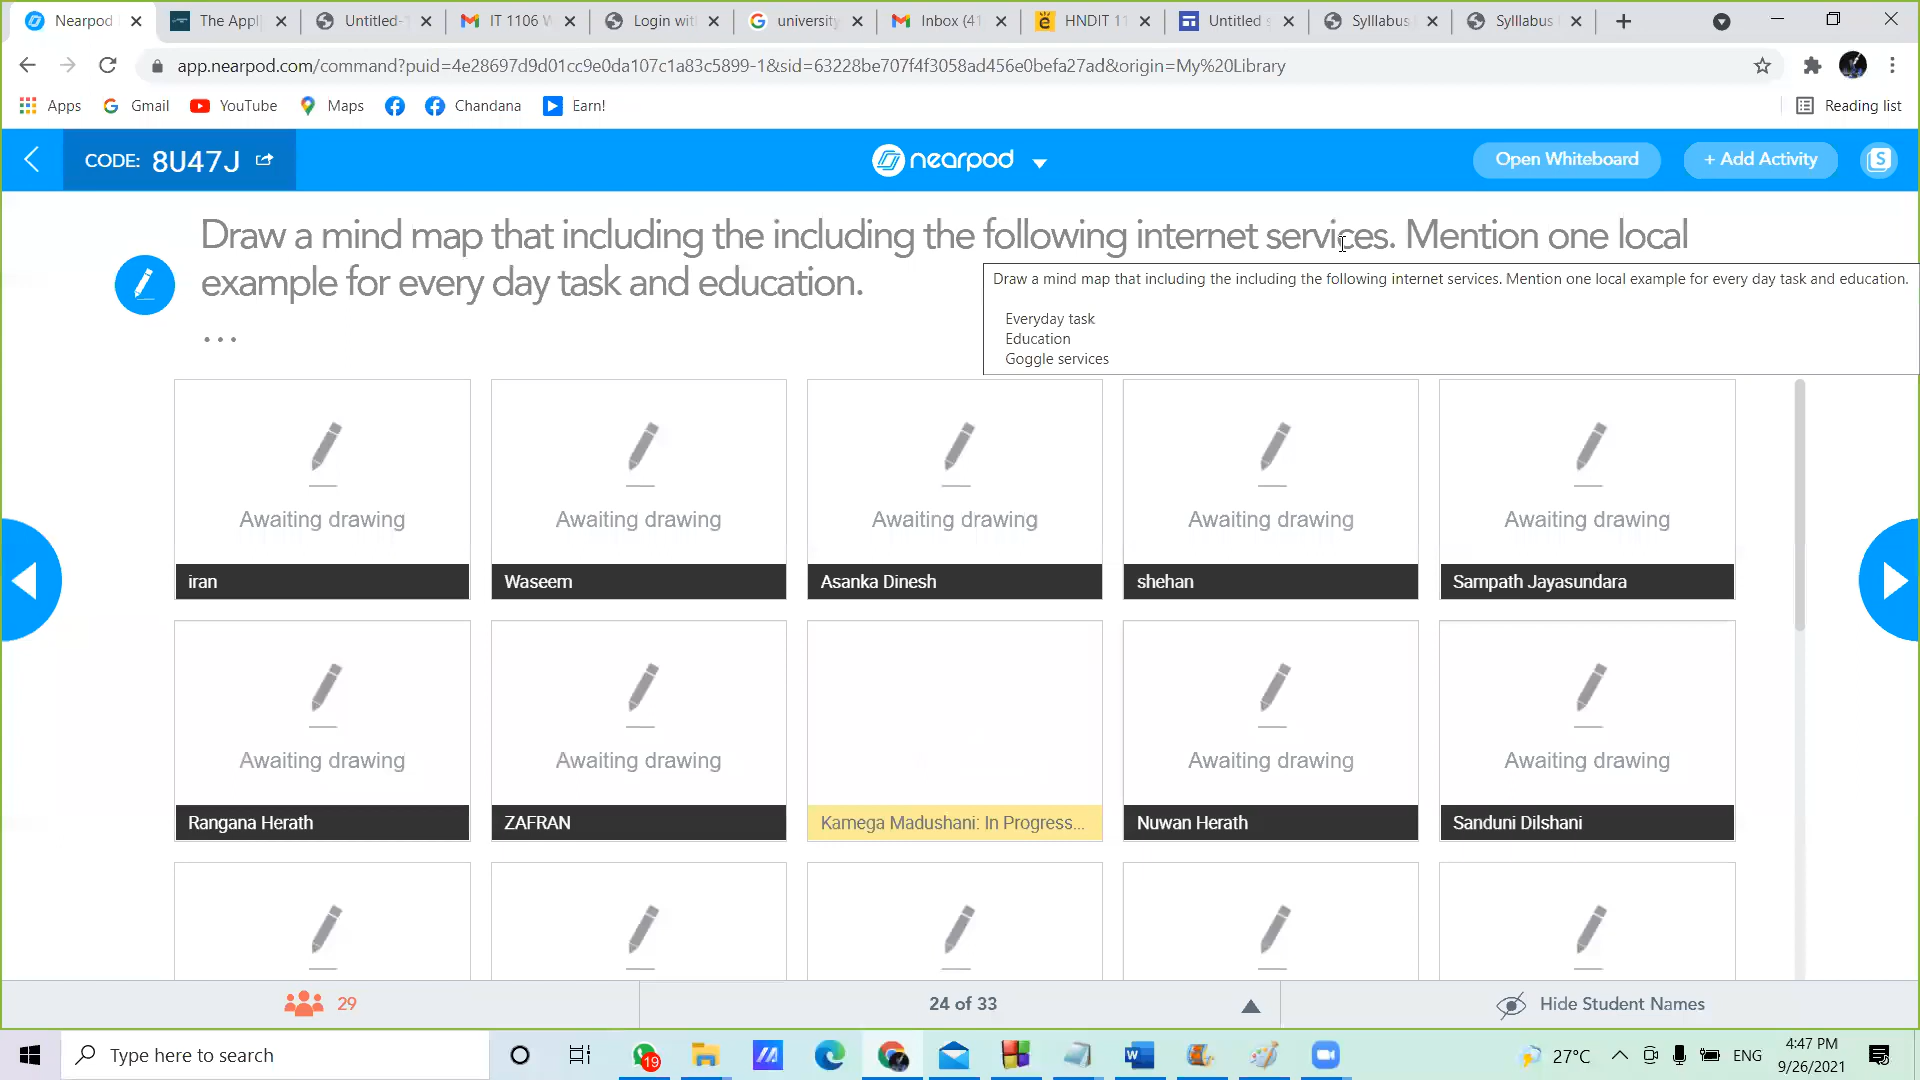 Nearpod
The Appl
Untitled-
IT 1106 W
Login wit
university
Inbox (41
HNDIT 11
Untitled s
Sylllabus
Sylllabus
app.nearpod.com/command?puid=4e28697d9d01cc9e0da107c1a83c5899-1&sid=63228be707f4f3058ad456e0befa27ad&origin=My%20Library
Apps
Gmail
YouTube
Maps
Chandana
Earn!
Reading list
CODE: 8U47J
nearpod
Open Whiteboard
+ Add Activity
S
Draw a mind map that including the including the following internet services. Mention one local
example for every day task and education.
...
Draw a mind map that including the including the following internet services. Mention one local example for every day task and education.
Everyday task
Education
Goggle services
Awaiting drawing
Awaiting drawing
Awaiting drawing
Awaiting drawing
Awaiting drawing
iran
Waseem
Asanka Dinesh
shehan
Sampath Jayasundara
Awaiting drawing
Awaiting drawing
Awaiting drawing
Awaiting drawing
Rangana Herath
ZAFRAN
Kamega Madushani: In Progress...
Nuwan Herath
Sanduni Dilshani
29
24 of 33
Hide Student Names
Type here to search
19
27°C
ENG
4:47 PM
9/26/2021